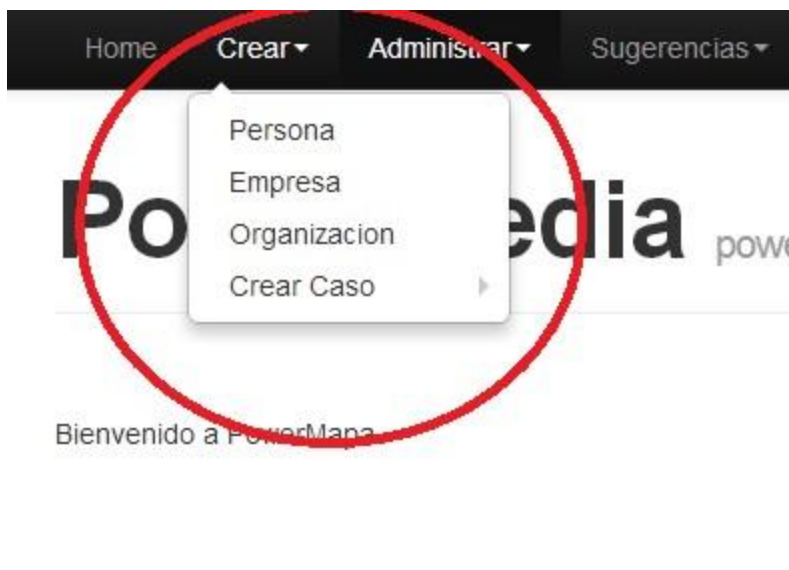 Home Crear Administrar Sugerencias
Persona
Empresa
Organizacion
Crear Caso
Po edia powe
Bienvenido a PowerMapa